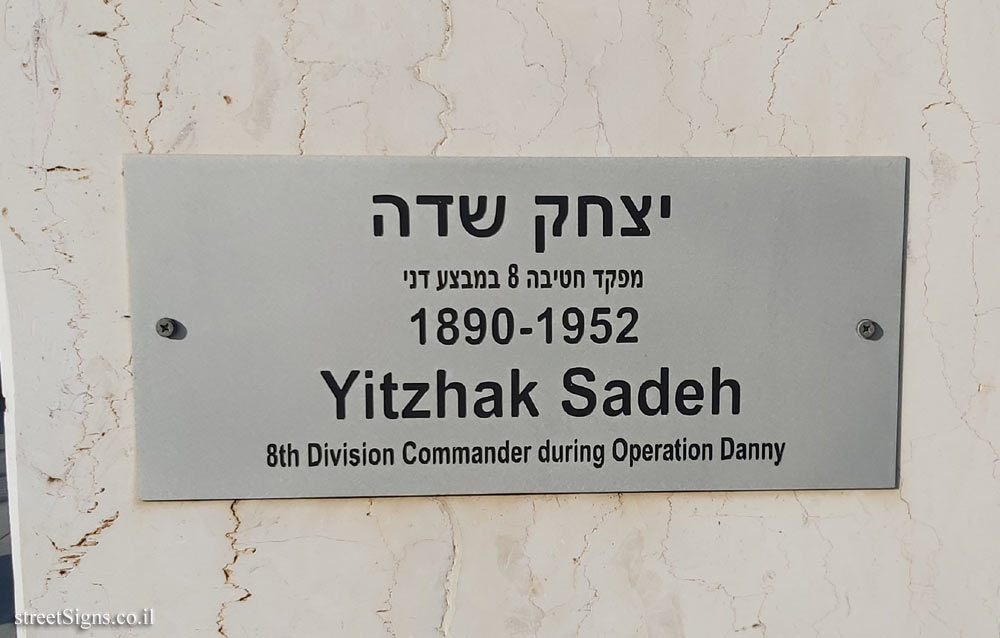 יצחק שדה
מפקד חטיבה 8 במבצע דני
1890-1952
Yitzhak Sadeh
8th Division Commander during Operation Danny
streetSigns.co.il